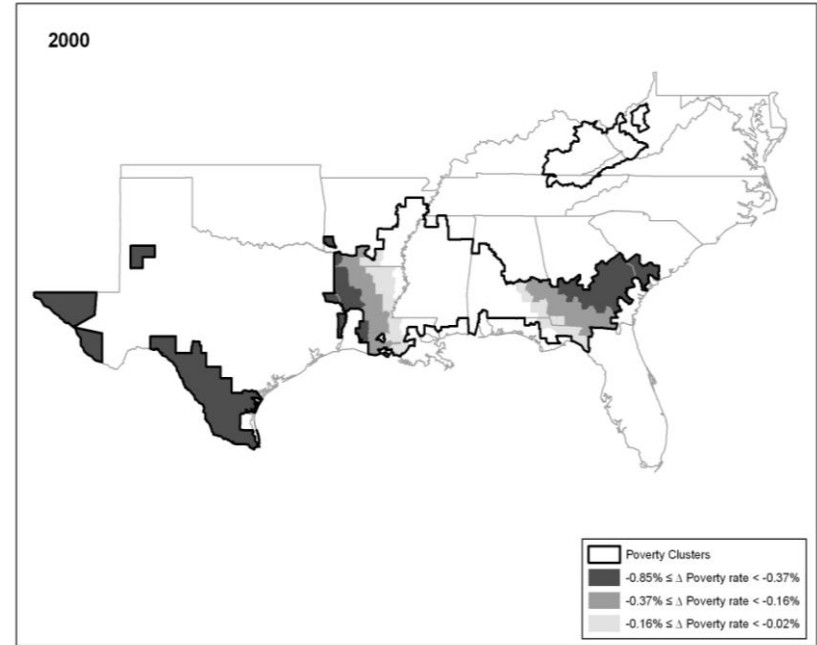 2000
Poverty Clusters
-0.85% ≤ Δ Poverty rate < -0.37%
-0.37% ≤ Δ Poverty rate < -0.16%
-0.16% ≤ Δ Poverty rate < -0.02%